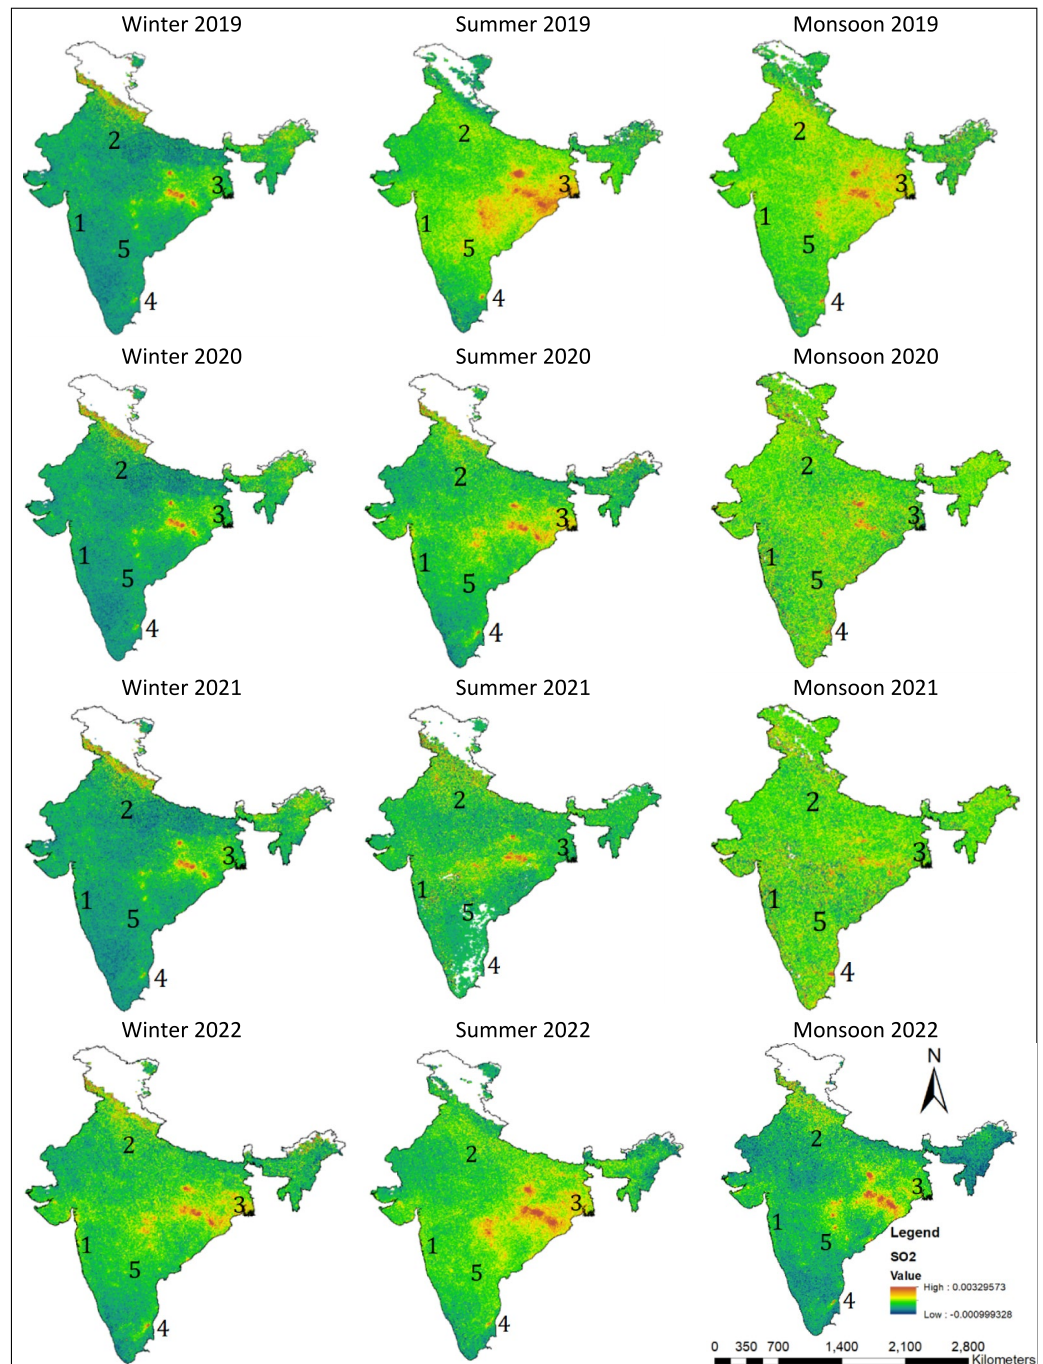 Winter 2019 Summer 2019 Monsoon 2019
2 2 2
3 3 3
1 1 1
5 5 5
4 4 4
Winter 2020 Summer 2020 Monsoon 2020
2 2 2
3 3 3
1 1 1
5 5 5
4 4 4
Winter 2021 Summer 2021 Monsoon 2021
2 2 2
3 3 3
1 1 1
5 5 5
4 4 4
Winter 2022 Summer 2022 Monsoon 2022
N
2 2 2
3 3 3
1 1 1
5 5 5
4 4 4
Legend
SO2
Value
High : 0.00329573
Low : -0.000999328
0 350 700 1,400 2,100 2,800
Kilometers